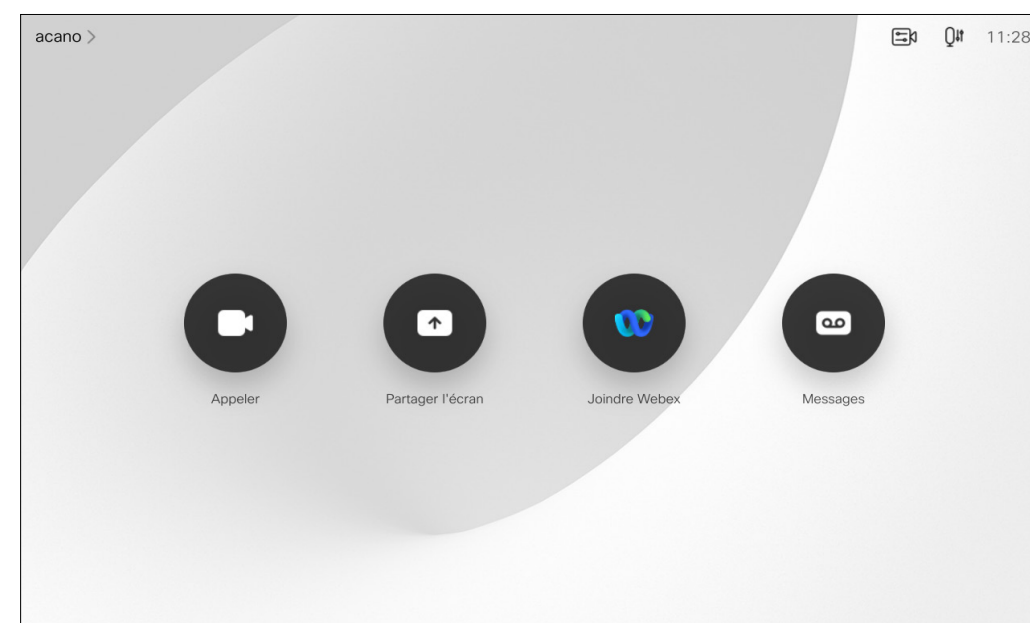 acano >
11:28
Appeler
Partager l'écran
Joindre Webex
Messages